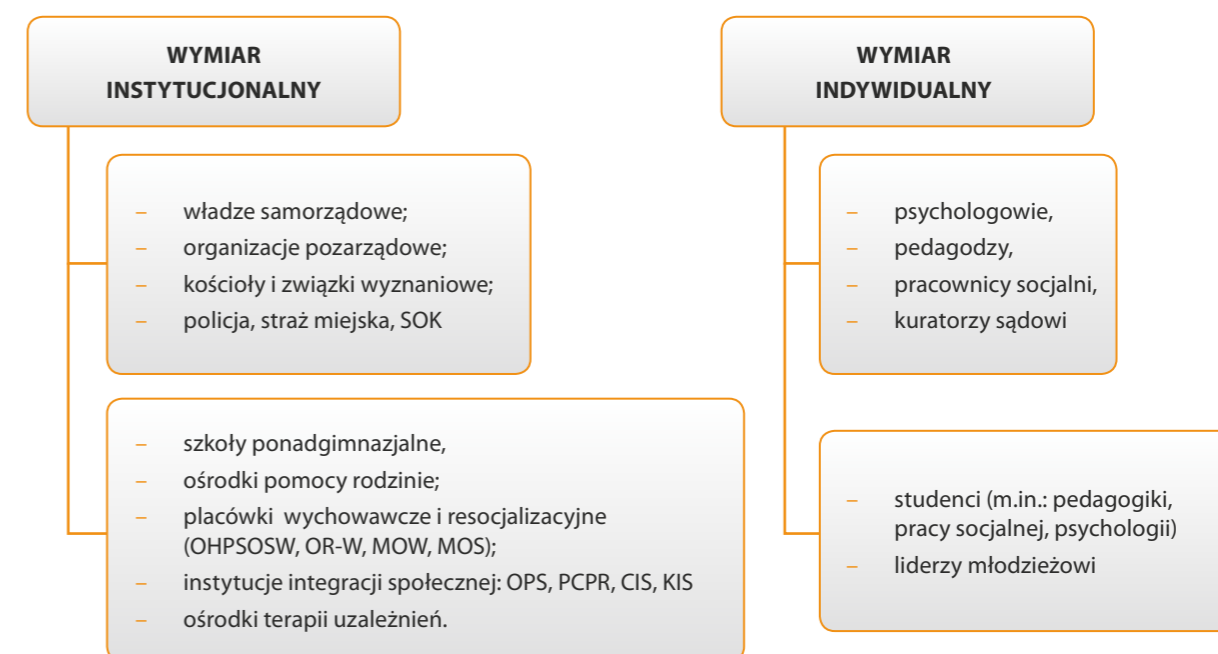 WYMIAR
INSTYTUCJONALNY
– władze samorządowe;
– organizacje pozarządowe;
– kościoły i związki wyznaniowe;
– policja, straż miejska, SOK
– szkoły ponadgimnazjalne,
– ośrodki pomocy rodzinie;
– placówki wychowawcze i resocjalizacyjne
(OHPSOSW, OR-W, MOW, MOS);
– instytucje integracji społecznej: OPS, PCPR, CIS, KIS
– ośrodki terapii uzależnień.
WYMIAR
INDYWIDUALNY
– psychologowie,
– pedagodzy,
– pracownicy socjalni,
– kuratorzy sądowi
– studenci (m.in.: pedagogiki,
pracy socjalnej, psychologii)
– liderzy młodzieżowi